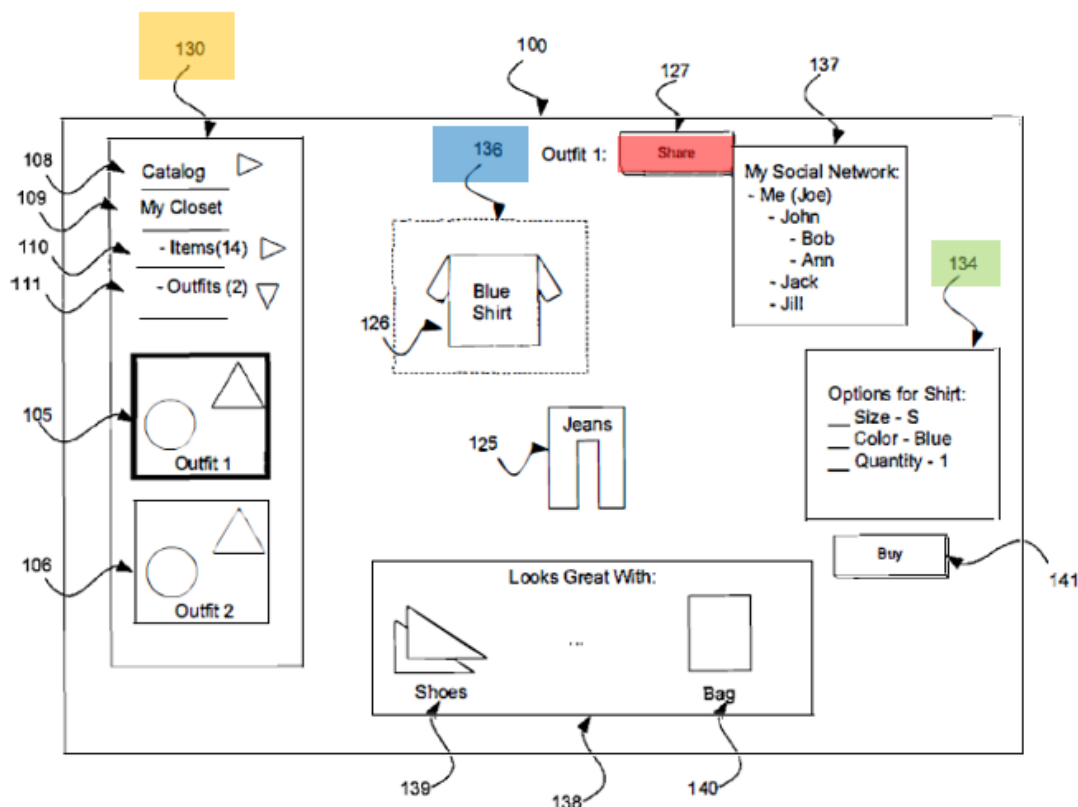 100
130
127
137
136
Outfit 1:
Share
108
Catalog
109
My Closet
110
- Items(14)
111
- Outfits (2)
My Social Network:
- Me (Joe)
- John
- Bob
- Ann
- Jack
- Jill
134
126
Blue
Shirt
105
Outfit 1
125
Jeans
Options for Shirt:
__ Size - S
__ Color - Blue
__ Quantity - 1
106
Outfit 2
Buy
141
Looks Great With:
...
Shoes
Bag
139
138
140